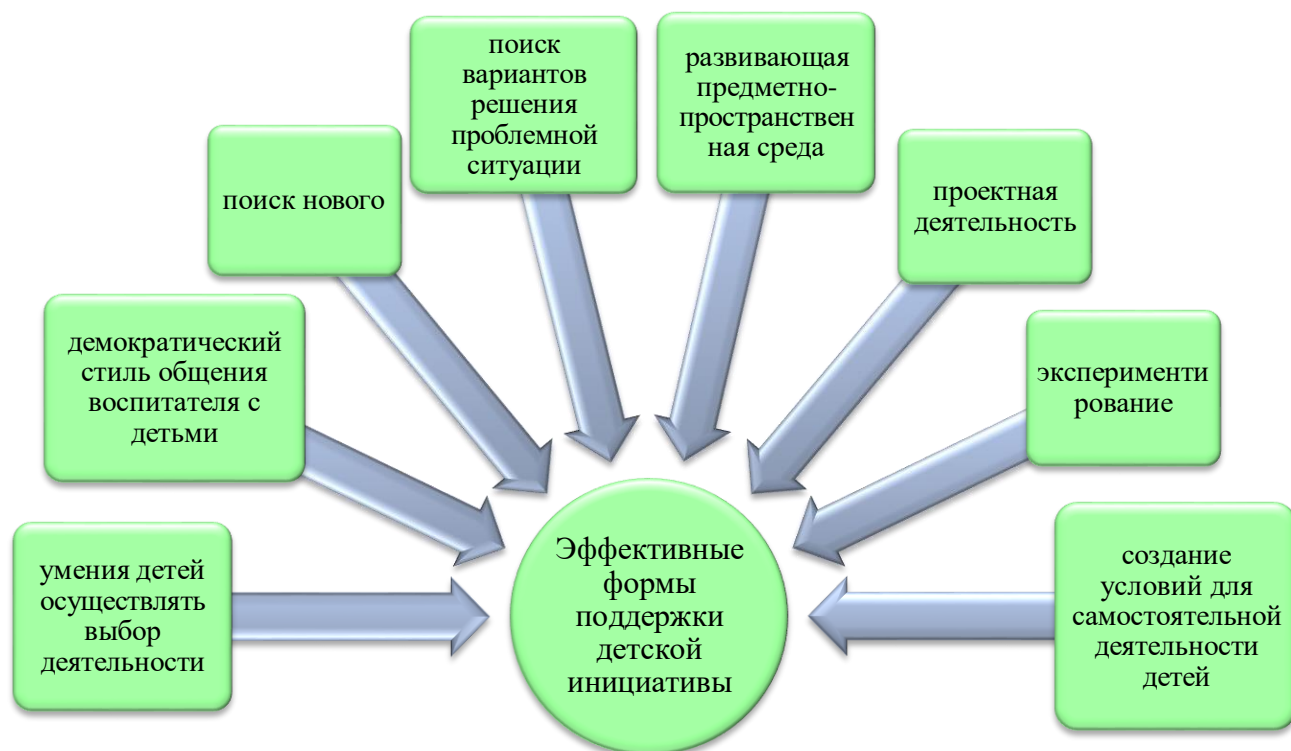 поиск
вариантов
решения
проблемной
ситуации
развивающая
предметно-
пространствен
ная среда
поиск нового
проектная
деятельность
демократический
стиль общения
воспитателя с
детьми
эксперименти
рование
умения детей
осуществлять
выбор
деятельности
Эффективные
формы
поддержки
детской
инициативы
создание
условий для
самостоятельной
деятельности
детей